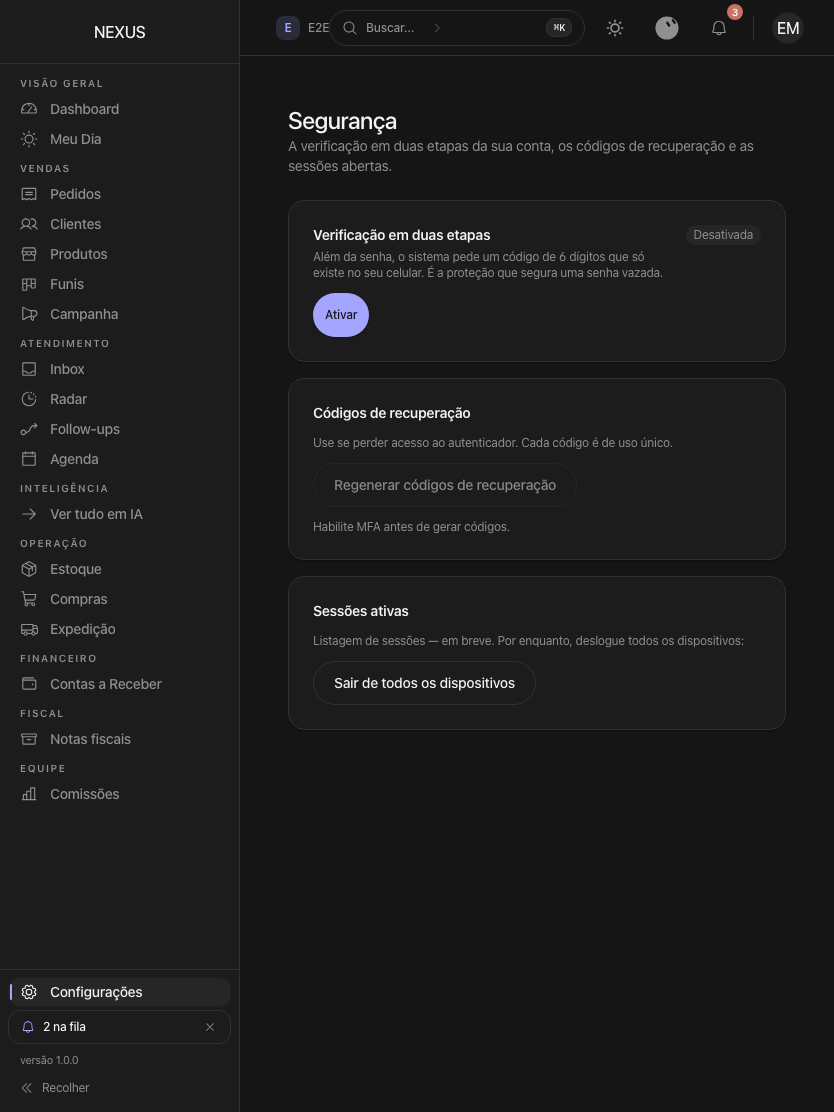 NEXUS
E
E2E
Buscar...
⌘K
3
EM
VISÃO GERAL
Dashboard
Meu Dia
VENDAS
Pedidos
Clientes
Produtos
Funis
Campanha
ATENDIMENTO
Inbox
Radar
Follow-ups
Agenda
INTELIGÊNCIA
Ver tudo em IA
OPERAÇÃO
Estoque
Compras
Expedição
FINANCEIRO
Contas a Receber
FISCAL
Notas fiscais
EQUIPE
Comissões
Configurações
2 na fila
versão 1.0.0
Recolher
Segurança
A verificação em duas etapas da sua conta, os códigos de recuperação e as
sessões abertas.
Verificação em duas etapas
Desativada
Além da senha, o sistema pede um código de 6 dígitos que só
existe no seu celular. É a proteção que segura uma senha vazada.
Ativar
Códigos de recuperação
Use se perder acesso ao autenticador. Cada código é de uso único.
Regenerar códigos de recuperação
Habilite MFA antes de gerar códigos.
Sessões ativas
Listagem de sessões — em breve. Por enquanto, deslogue todos os dispositivos:
Sair de todos os dispositivos